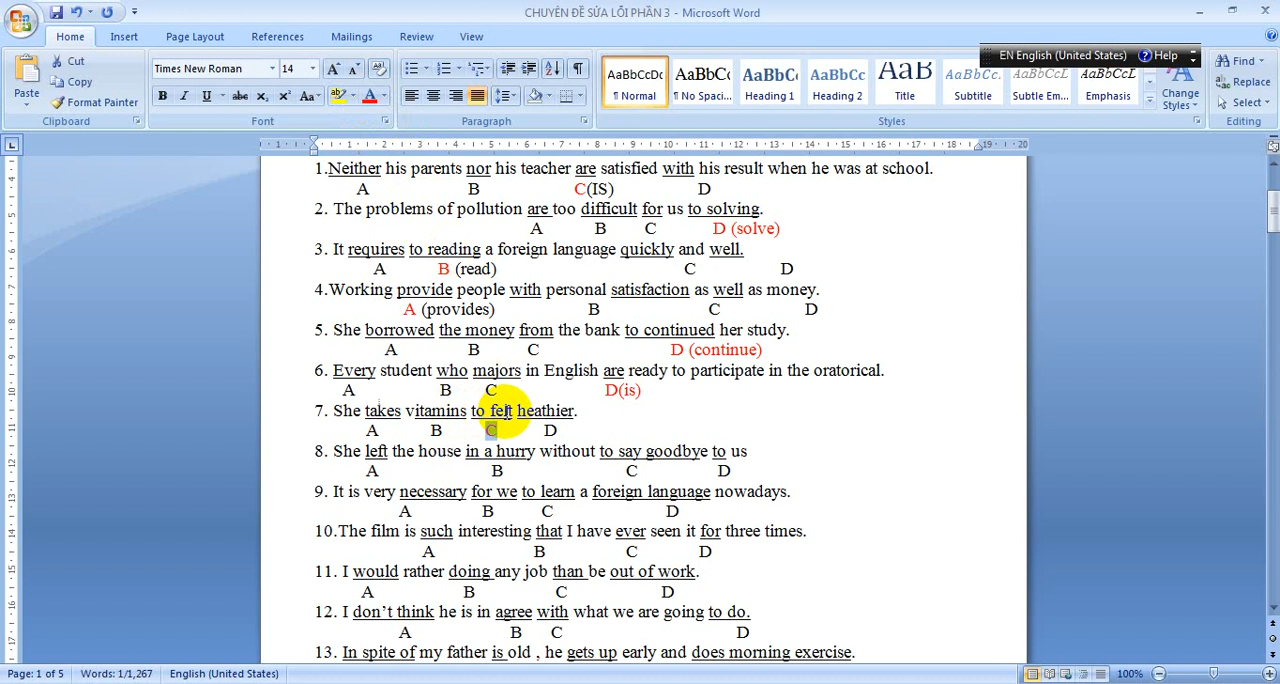 CHUYÊN ĐỀ SỬA LỖI PHẦN 3 - Microsoft Word
Home Insert Page Layout References Mailings Review View
EN English (United States) Help
Paste Cut Copy Format Painter
Times New Roman 14
AaBbCcDc AaBbCc AaBbCc AaBbCc AaB AaBbCc. AaBbCcL AaBbCcL
¶ Normal ¶ No Spaci... Heading 1 Heading 2 Title Subtitle Subtle Em... Emphasis
Change Styles
Find Replace Select
Clipboard Font Paragraph Styles Editing
1.Neither his parents nor his teacher are satisfied with his result when he was at school.
A B C(IS) D
2. The problems of pollution are too difficult for us to solving.
A B C D (solve)
3. It requires to reading a foreign language quickly and well.
A B (read) C D
4.Working provide people with personal satisfaction as well as money.
A (provides) B C D
5. She borrowed the money from the bank to continued her study.
A B C D (continue)
6. Every student who majors in English are ready to participate in the oratorical.
A B C D(is)
7. She takes vitamins to felt heathier.
A B C D
8. She left the house in a hurry without to say goodbye to us
A B C D
9. It is very necessary for we to learn a foreign language nowadays.
A B C D
10.The film is such interesting that I have ever seen it for three times.
A B C D
11. I would rather doing any job than be out of work.
A B C D
12. I don't think he is in agree with what we are going to do.
A B C D
13. In spite of my father is old , he gets up early and does morning exercise.
Page: 1 of 5 Words: 1/1,267 English (United States) 100%